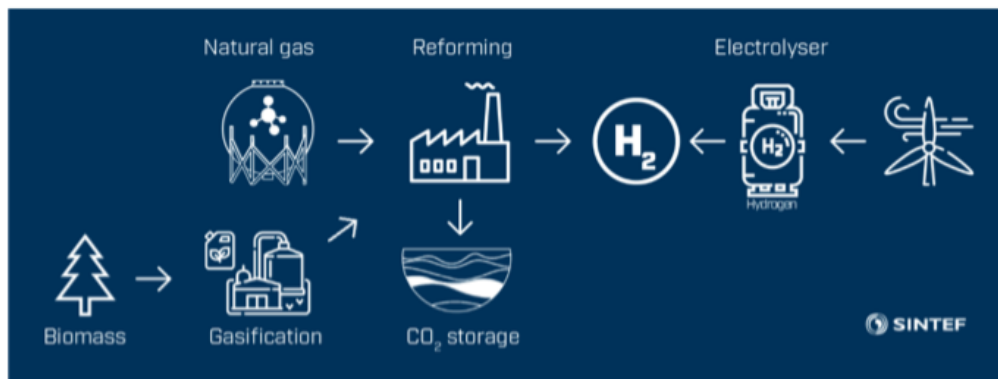 Natural gas
Reforming
Electrolyser
H2
H2
Hydrogen
Biomass
Gasification
CO2 storage
SINTEF